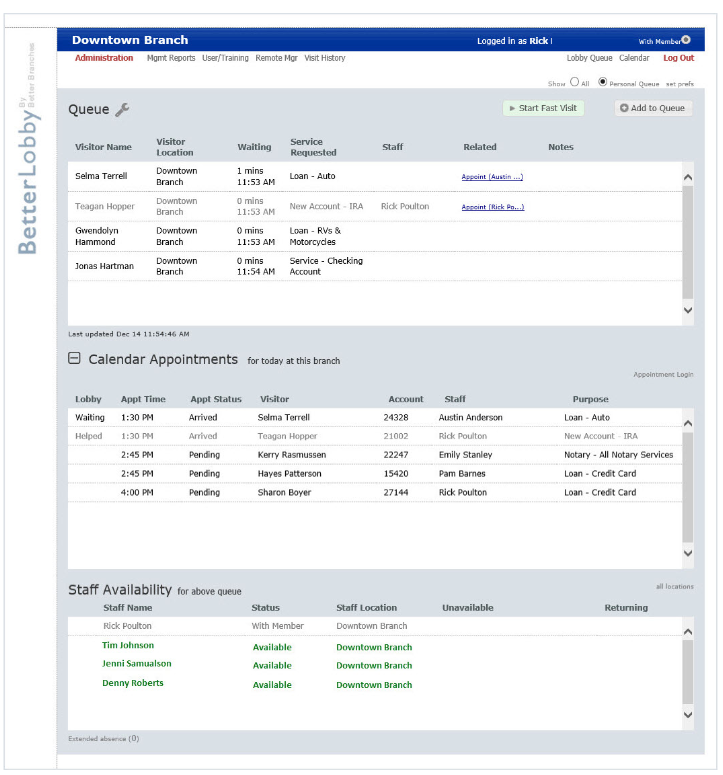 BetterLobby By Better Branches
Downtown Branch Logged in as Rick ! With Member
Administration Mgmt Reports User/Training Remote Mgr Visit History Lobby Queue Calendar Log Out
Show All Personal Queue set prefs
Queue Start Fast Visit Add to Queue
Visitor Name Visitor Location Waiting Service Requested Staff Related Notes
Selma Terrell Downtown Branch 1 mins 11:53 AM Loan - Auto Appoint (Austin ...)
Teagan Hopper Downtown Branch 0 mins 11:53 AM New Account - IRA Rick Poulton Appoint (Rick Po...)
Gwendolyn Hammond Downtown Branch 0 mins 11:53 AM Loan - RVs & Motorcycles
Jonas Hartman Downtown Branch 0 mins 11:54 AM Service - Checking Account
Last updated Dec 14 11:54:46 AM
Calendar Appointments for today at this branch
Appointment Login
Lobby Appt Time Appt Status Visitor Account Staff Purpose
Waiting 1:30 PM Arrived Selma Terrell 24328 Austin Anderson Loan - Auto
Helped 1:30 PM Arrived Teagan Hopper 21002 Rick Poulton New Account - IRA
2:45 PM Pending Kerry Rasmussen 22247 Emily Stanley Notary - All Notary Services
2:45 PM Pending Hayes Patterson 15420 Pam Barnes Loan - Credit Card
4:00 PM Pending Sharon Boyer 27144 Rick Poulton Loan - Credit Card
Staff Availability for above queue all locations
Staff Name Status Staff Location Unavailable Returning
Rick Poulton With Member Downtown Branch
Tim Johnson Available Downtown Branch
Jenni Samualson Available Downtown Branch
Denny Roberts Available Downtown Branch
Extended absence (0)